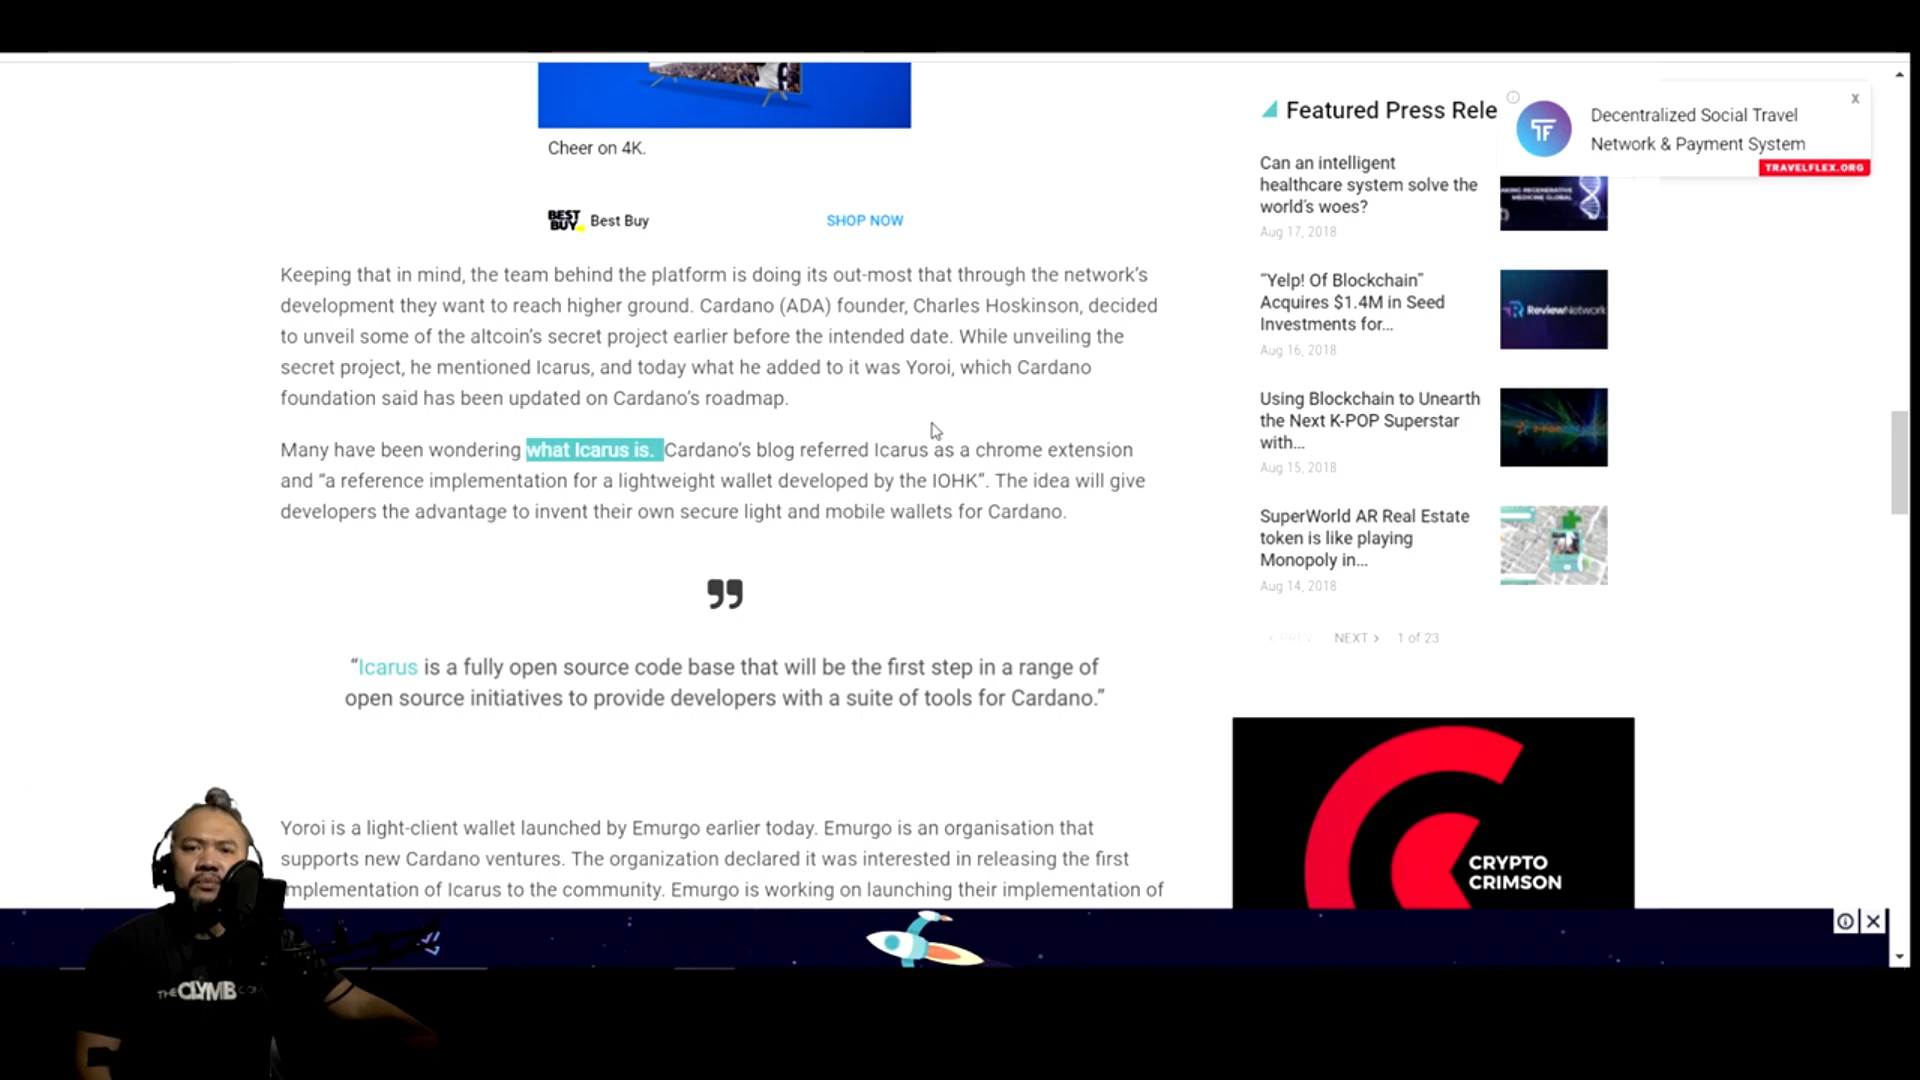 Cheer on 4K.
BEST BUY Best Buy SHOP NOW
Keeping that in mind, the team behind the platform is doing its out-most that through the network's
development they want to reach higher ground. Cardano (ADA) founder, Charles Hoskinson, decided
to unveil some of the altcoin's secret project earlier before the intended date. While unveiling the
secret project, he mentioned Icarus, and today what he added to it was Yoroi, which Cardano
foundation said has been updated on Cardano's roadmap.
Many have been wondering what Icarus is. Cardano's blog referred Icarus as a chrome extension
and “a reference implementation for a lightweight wallet developed by the IOHK”. The idea will give
developers the advantage to invent their own secure light and mobile wallets for Cardano.
”
“Icarus is a fully open source code base that will be the first step in a range of
open source initiatives to provide developers with a suite of tools for Cardano.”
Yoroi is a light-client wallet launched by Emurgo earlier today. Emurgo is an organisation that
supports new Cardano ventures. The organization declared it was interested in releasing the first
mplementation of Icarus to the community. Emurgo is working on launching their implementation of
Featured Press Rele
Decentralized Social Travel
Network & Payment System
TRAVELFLEX.ORG
X
TF
Can an intelligent
healthcare system solve the
world's woes?
Aug 17, 2018
MEDICINE GLOBAL
“Yelp! Of Blockchain”
Acquires $1.4M in Seed
Investments for...
Aug 16, 2018
ReviewNetwork
Using Blockchain to Unearth
the Next K-POP Superstar
with...
Aug 15, 2018
SuperWorld AR Real Estate
token is like playing
Monopoly in...
Aug 14, 2018
< PREV NEXT > 1 of 23
CRYPTO
CRIMSON
THE CLYMB.COM